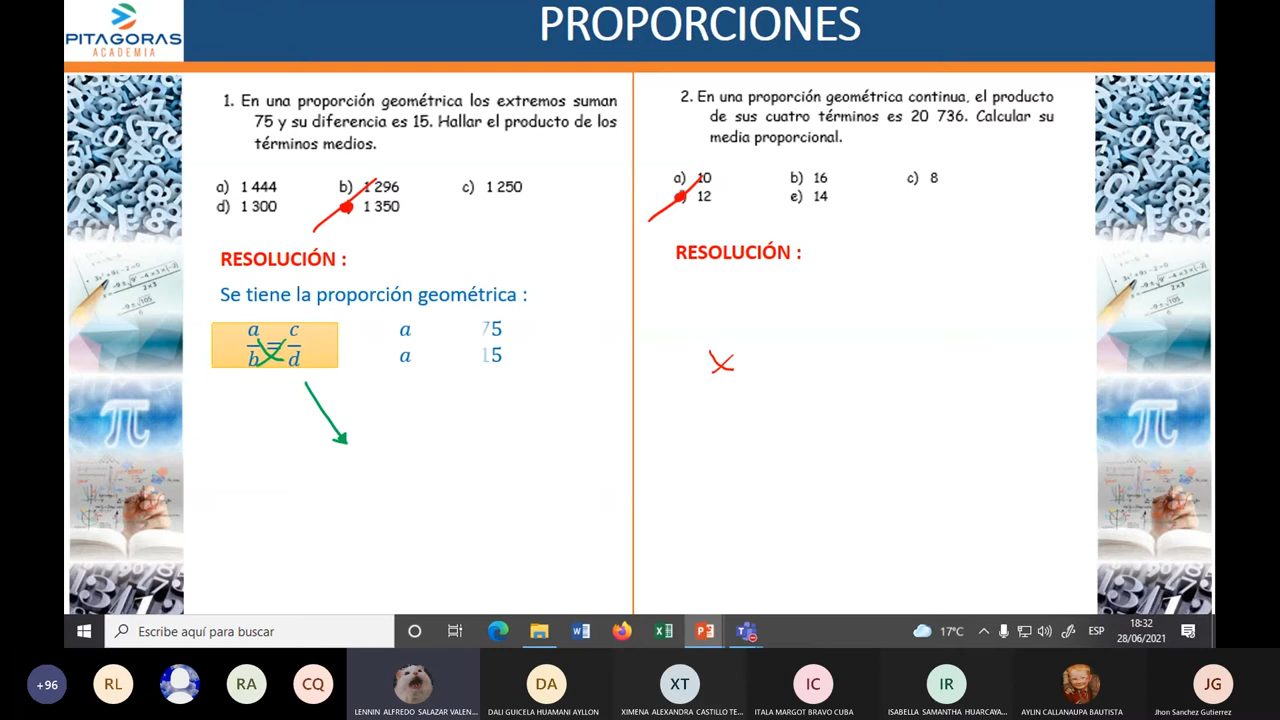 PITAGORAS
ACADEMIA
PROPORCIONES
1. En una proporción geométrica los extremos suman
75 y su diferencia es 15. Hallar el producto de los
términos medios.
a) 1 444 b) 1 296 c) 1 250
d) 1 300 1 350
RESOLUCIÓN :
Se tiene la proporción geométrica :
a c a 75
b = d a 15
2. En una proporción geométrica continua, el producto
de sus cuatro términos es 20 736. Calcular su
media proporcional.
a) 10 b) 16 c) 8
12 e) 14
RESOLUCIÓN :
Escribe aquí para buscar
17°C
ESP
18:32
28/06/2021
+96
RL
RA
CQ
DA
XT
IC
IR
JG
LENNIN ALFREDO SALAZAR VALEN...
DALI GUICELA HUAMANI AYLLON
XIMENA ALEXANDRA CASTILLO TE...
ITALA MARGOT BRAVO CUBA
ISABELLA SAMANTHA HUARCAYA...
AYLIN CALLANAUPA BAUTISTA
Jhon Sanchez Gutierrez